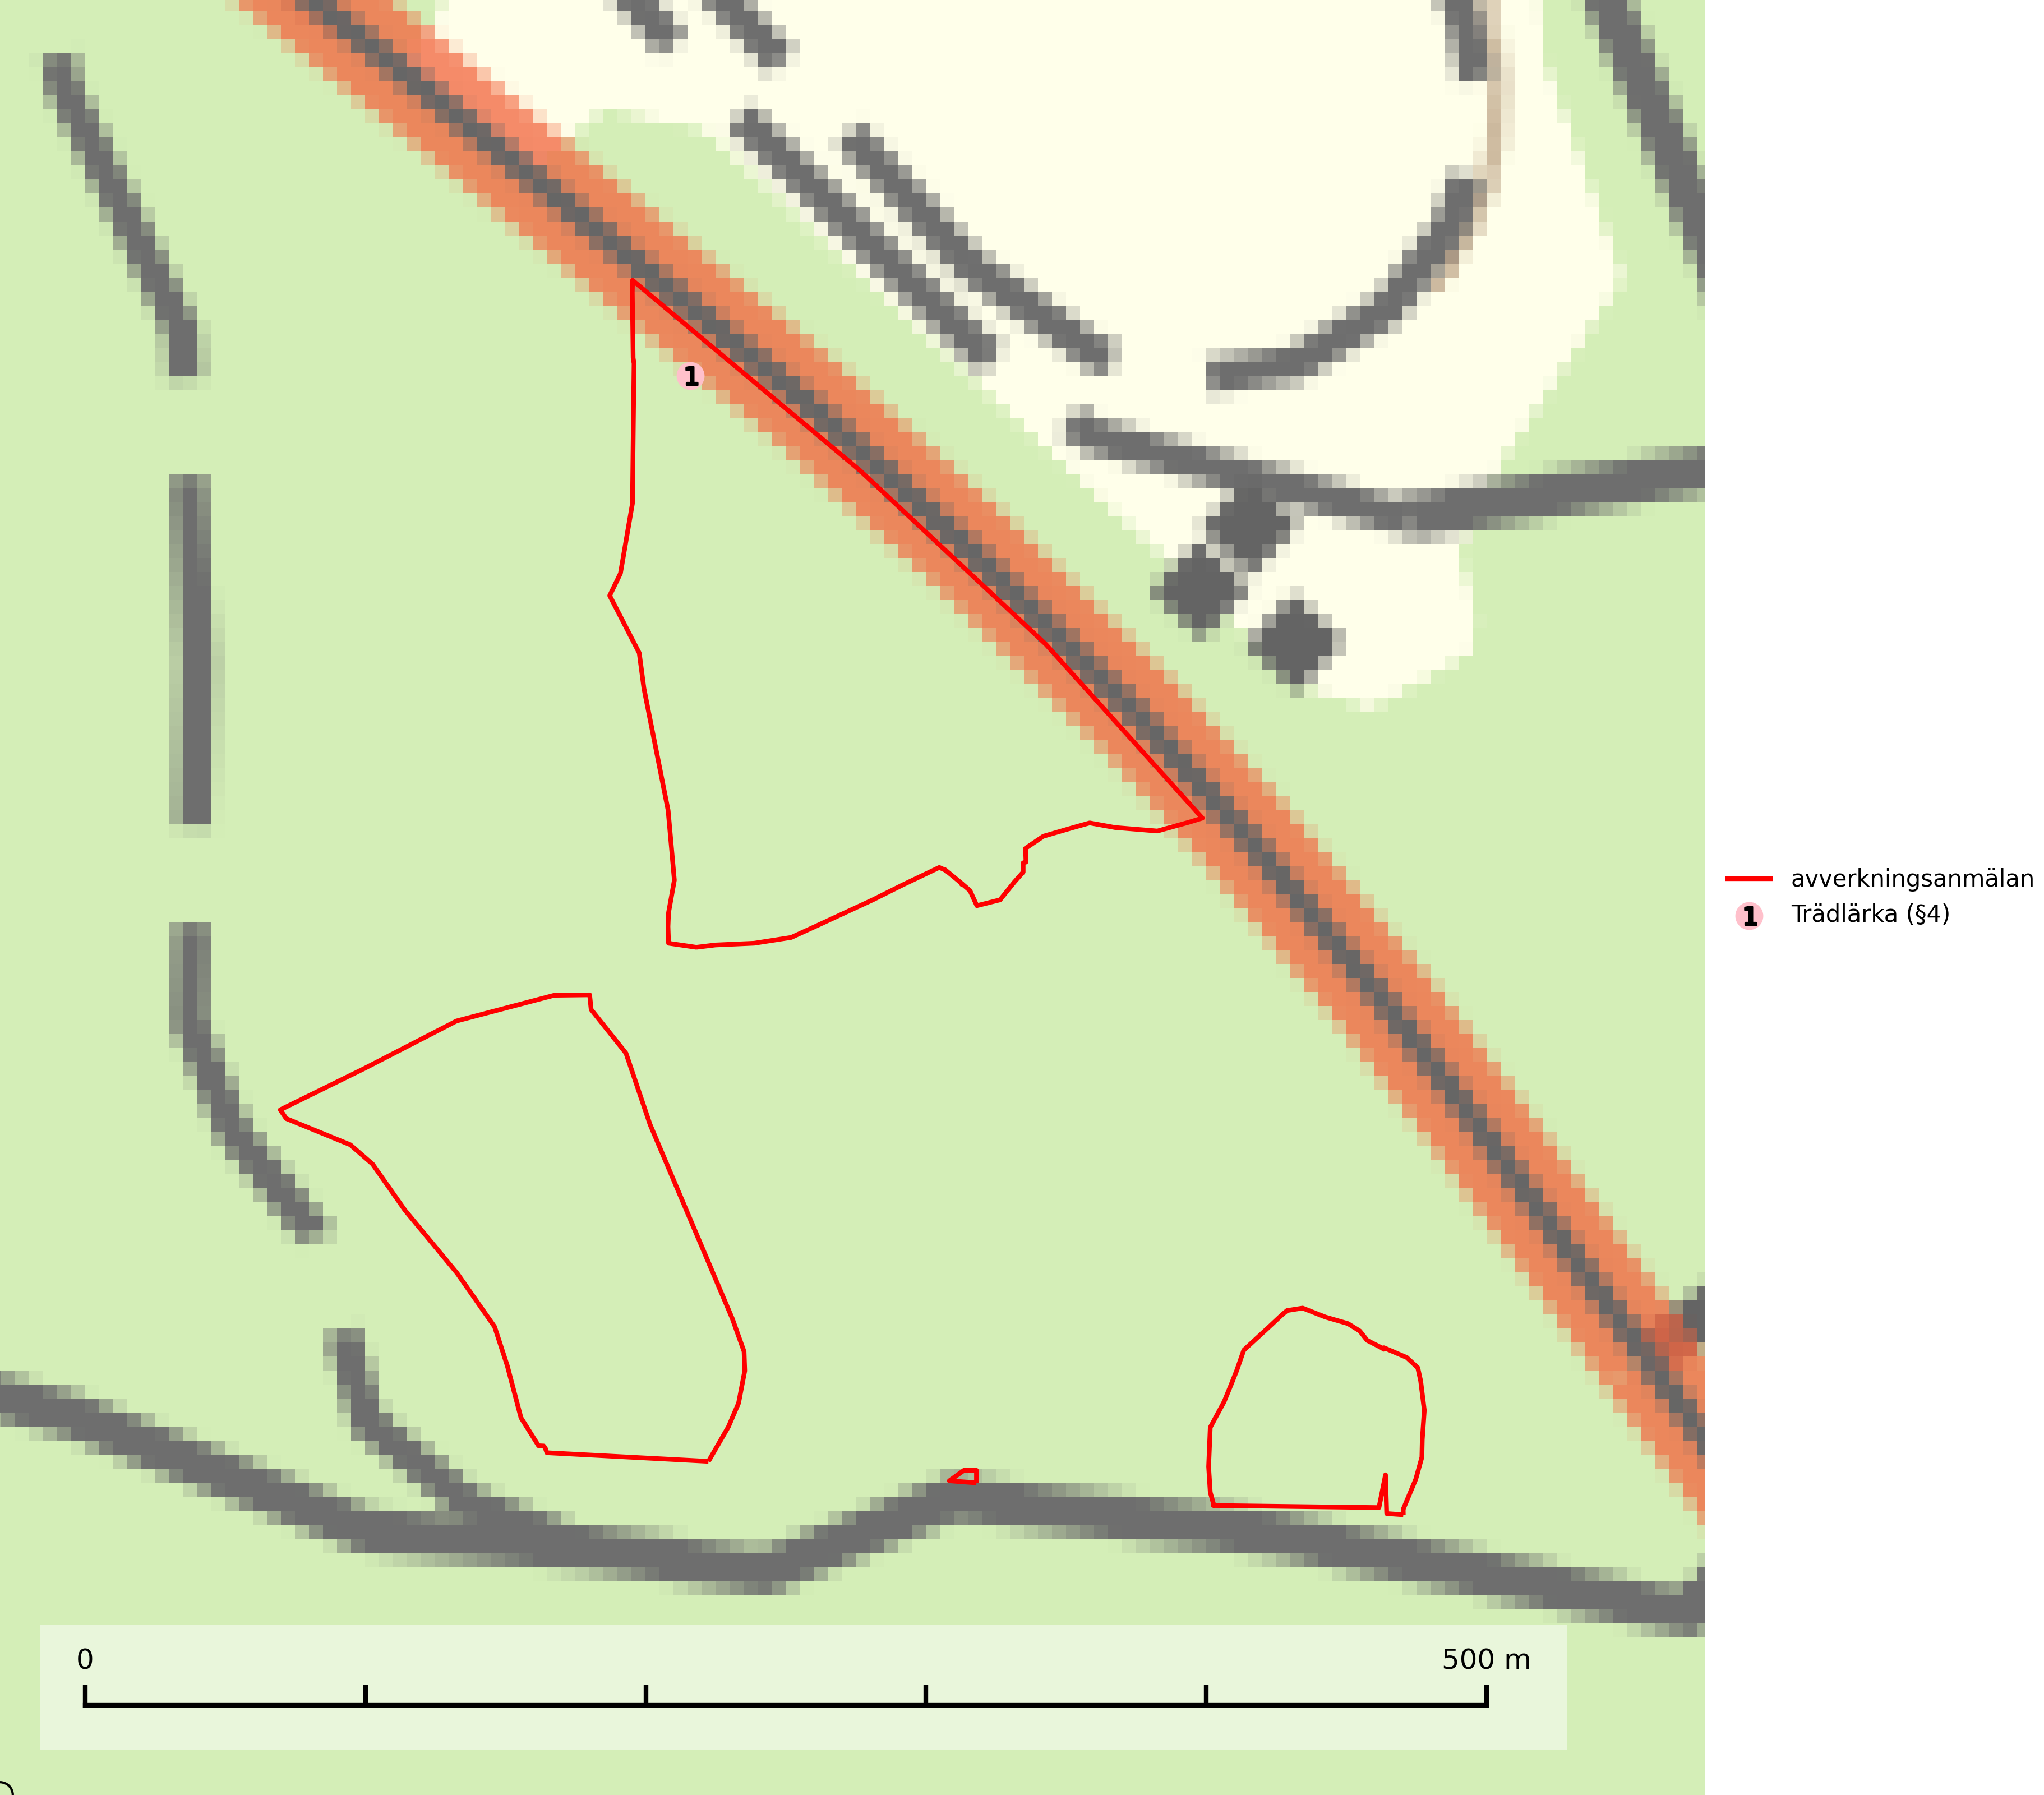 1
avverkningsanmälan
1 Trädlärka (§4)
0 500 m